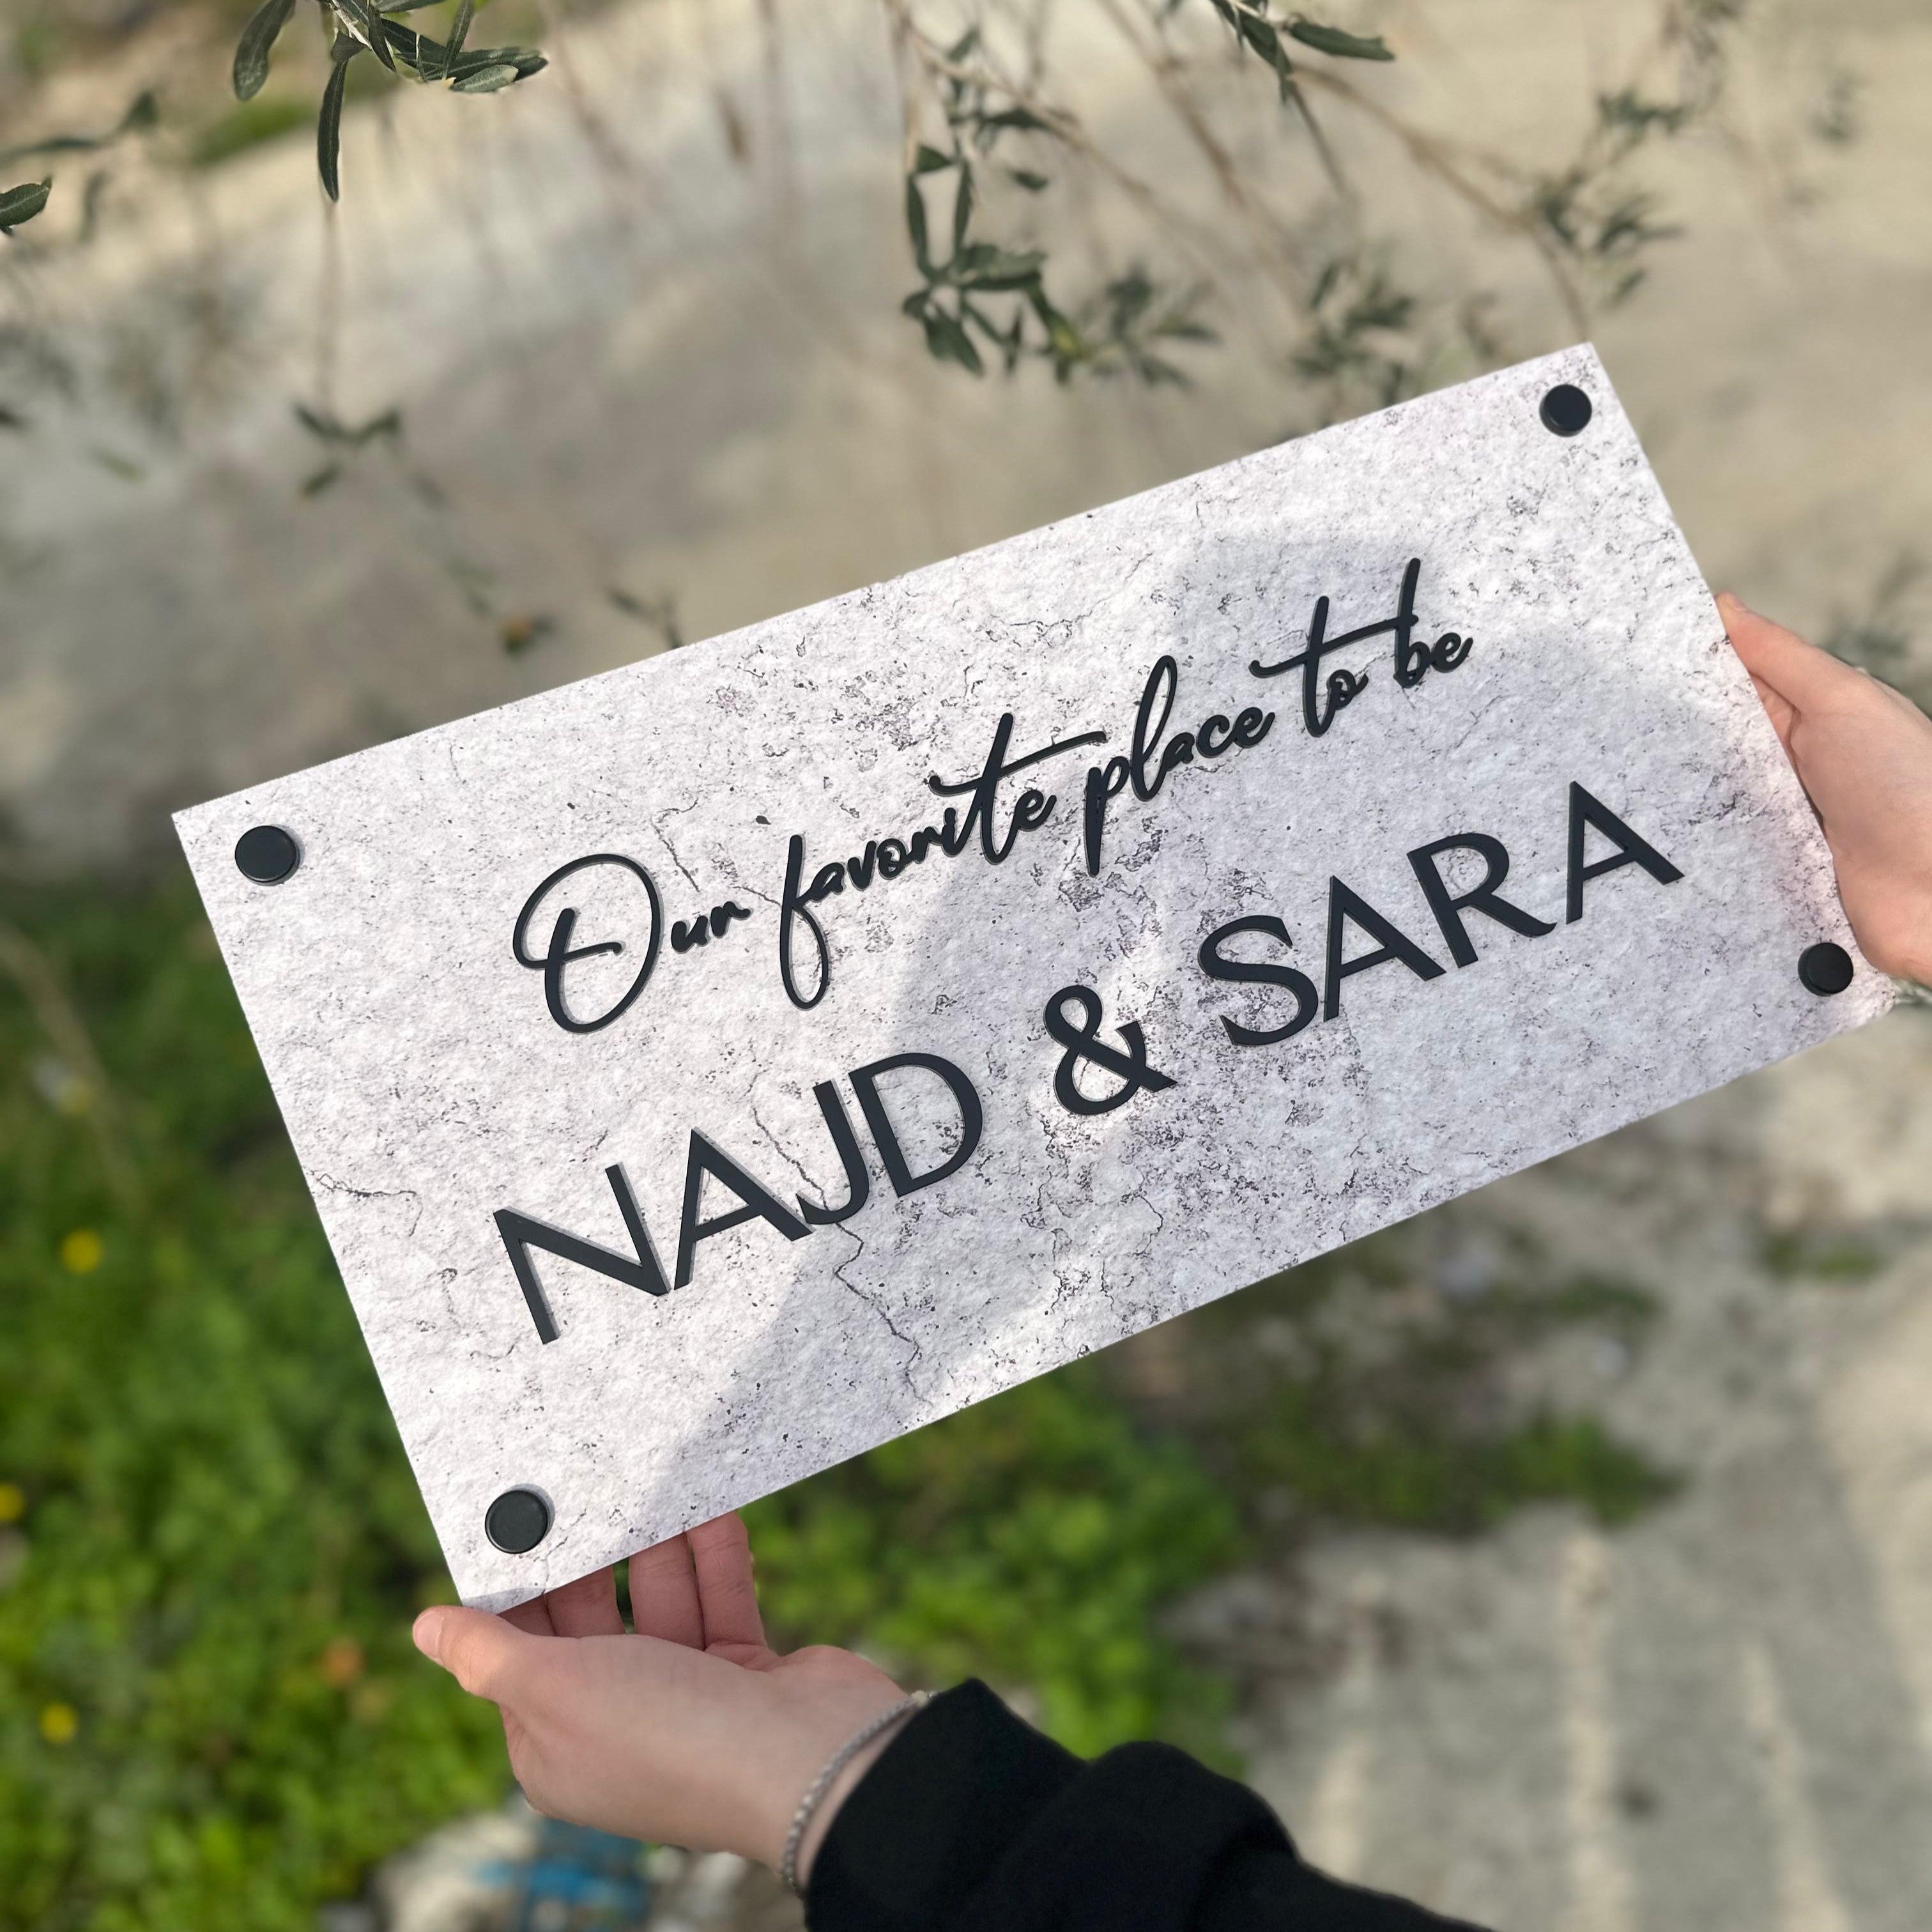 Our favorite place to be
NAJD & SARA